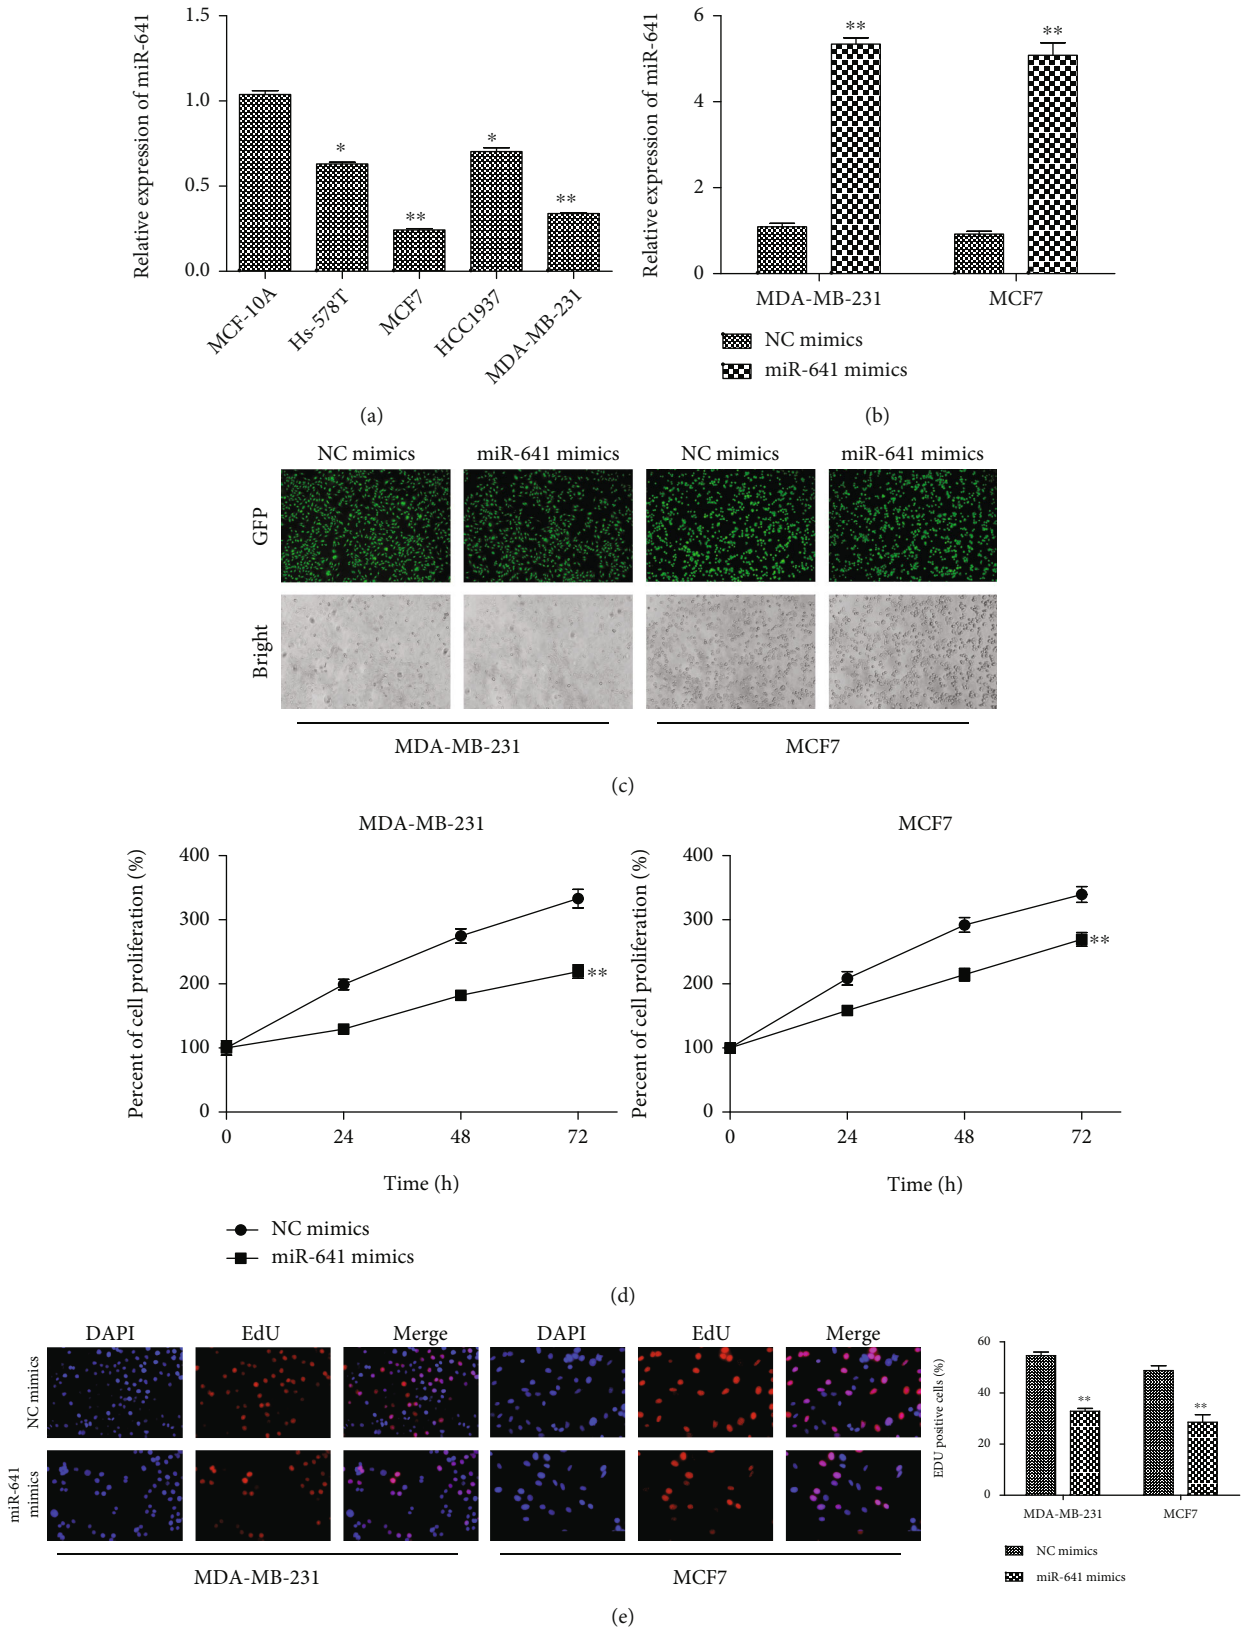 Relative expression of miR-641
1.5
1.0
0.5
0.0
*
**
*
**
MCF-10A
Hs-578T
MCF7
HCC1937
MDA-MB-231
(a)
Relative expression of miR-641
6
4
2
0
**
**
MDA-MB-231
MCF7
NC mimics
miR-641 mimics
(b)
NC mimics
miR-641 mimics
NC mimics
miR-641 mimics
GFP
Bright
MDA-MB-231
MCF7
(c)
MDA-MB-231
Percent of cell proliferation (%)
400
300
200
100
0
**
0
24
48
72
Time (h)
MCF7
Percent of cell proliferation (%)
400
300
200
100
0
**
0
24
48
72
Time (h)
NC mimics
miR-641 mimics
(d)
DAPI
EdU
Merge
DAPI
EdU
Merge
NC mimics
miR-641
mimics
MDA-MB-231
MCF7
EDU positive cells (%)
60
40
20
0
**
**
MDA-MB-231
MCF7
NC mimics
miR-641 mimics
(e)